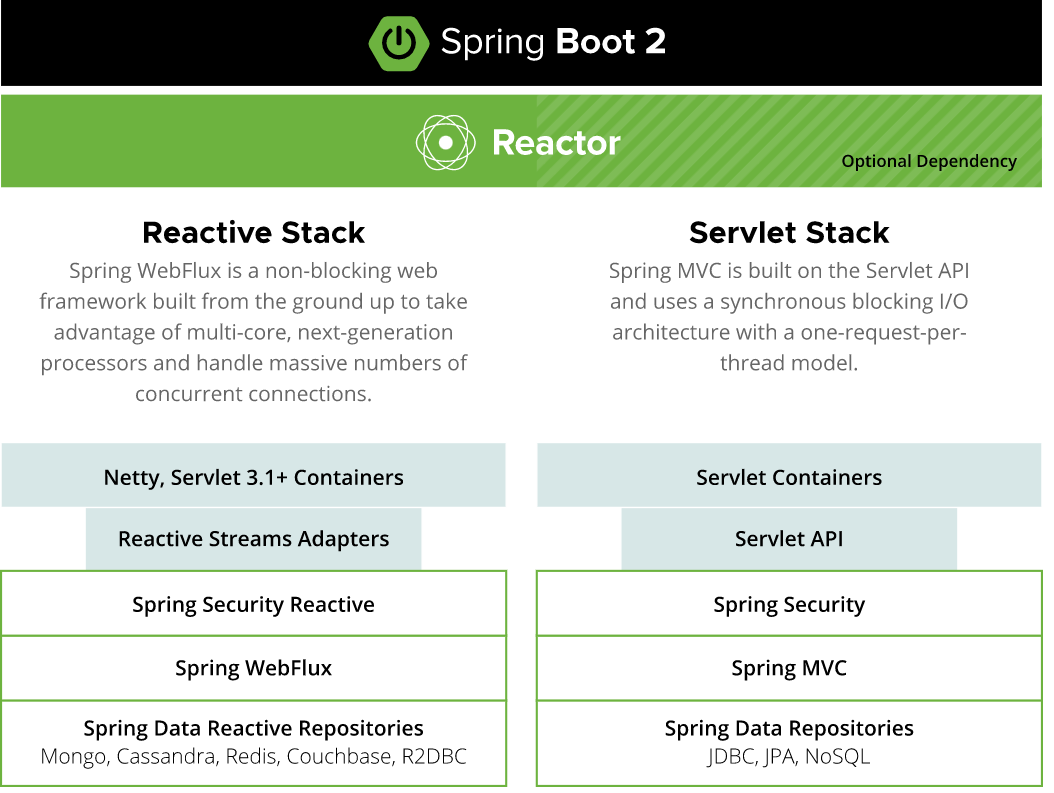 Spring Boot 2
Reactor
Optional Dependency
Reactive Stack
Spring WebFlux is a non-blocking web
framework built from the ground up to take
advantage of multi-core, next-generation
processors and handle massive numbers of
concurrent connections.
Netty, Servlet 3.1+ Containers
Reactive Streams Adapters
Spring Security Reactive
Spring WebFlux
Spring Data Reactive Repositories
Mongo, Cassandra, Redis, Couchbase, R2DBC
Servlet Stack
Spring MVC is built on the Servlet API
and uses a synchronous blocking I/O
architecture with a one-request-per-
thread model.
Servlet Containers
Servlet API
Spring Security
Spring MVC
Spring Data Repositories
JDBC, JPA, NoSQL